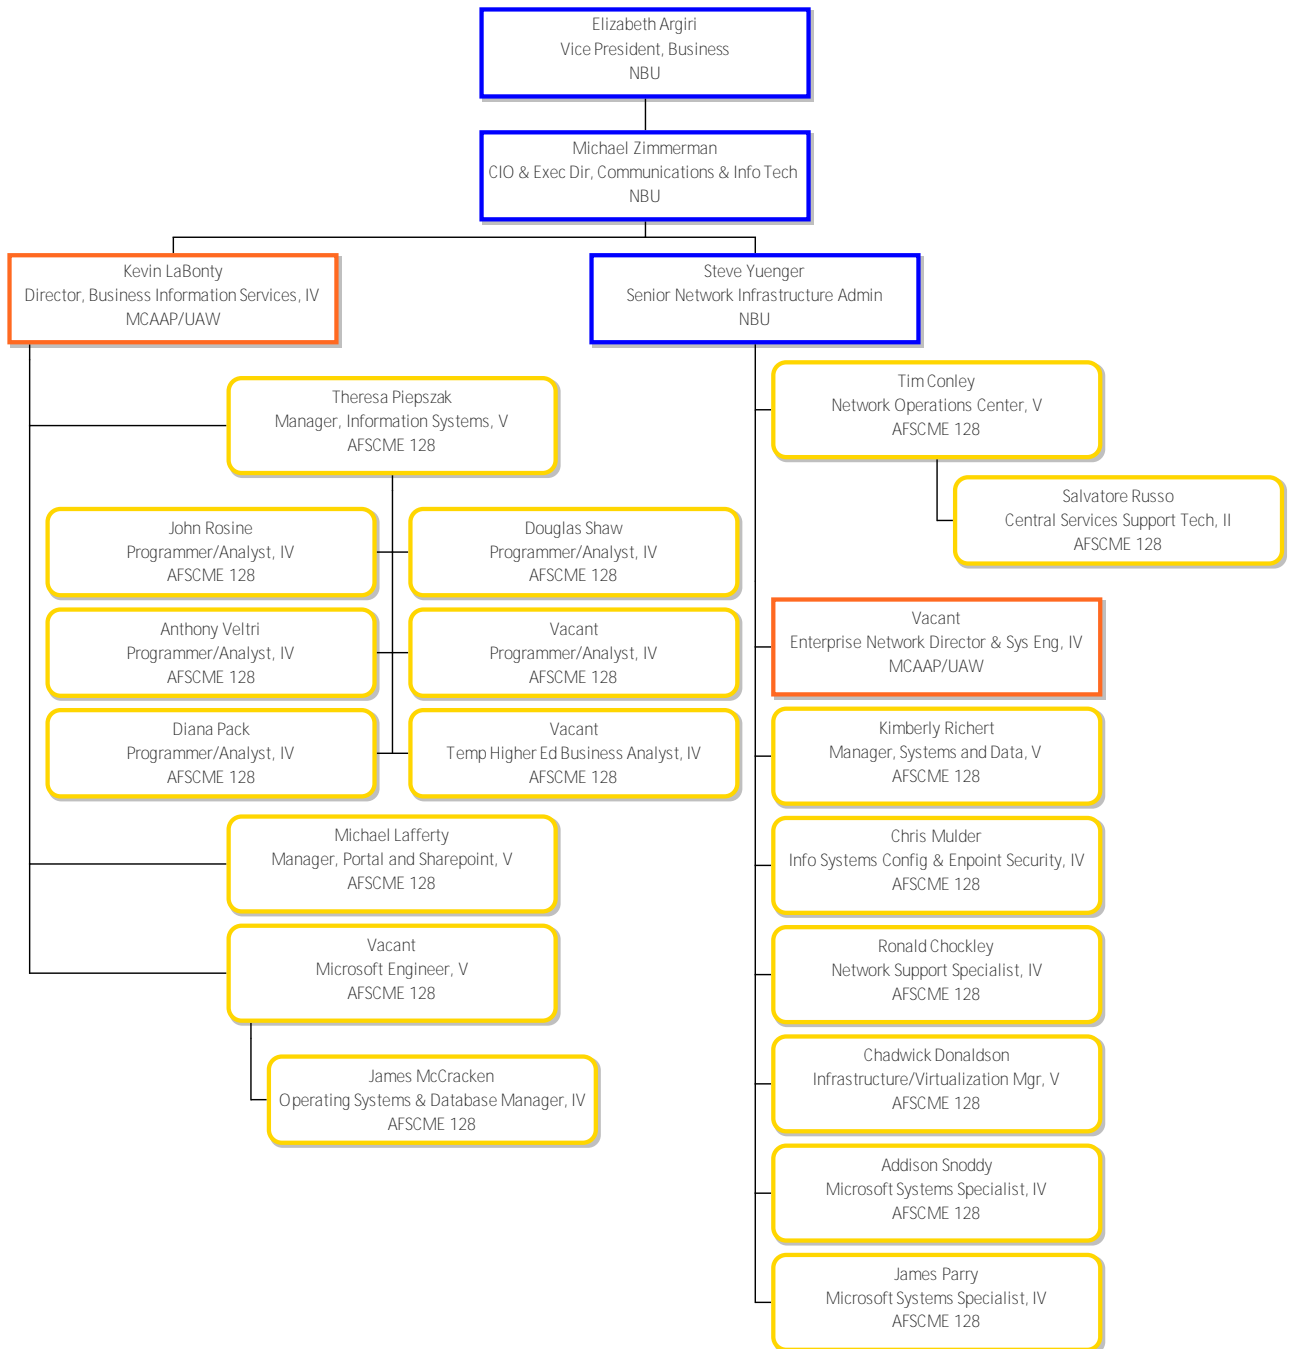 Elizabeth Argiri
Vice President, Business
NBU
Michael Zimmerman
CIO & Exec Dir, Communications & Info Tech
NBU
Kevin LaBonty
Director, Business Information Services, IV
MCAAP/UAW
Steve Yuenger
Senior Network Infrastructure Admin
NBU
Theresa Piepszak
Manager, Information Systems, V
AFSCME 128
John Rosine
Programmer/Analyst, IV
AFSCME 128
Douglas Shaw
Programmer/Analyst, IV
AFSCME 128
Anthony Veltri
Programmer/Analyst, IV
AFSCME 128
Vacant
Programmer/Analyst, IV
AFSCME 128
Diana Pack
Programmer/Analyst, IV
AFSCME 128
Vacant
Temp Higher Ed Business Analyst, IV
AFSCME 128
Michael Lafferty
Manager, Portal and Sharepoint, V
AFSCME 128
Vacant
Microsoft Engineer, V
AFSCME 128
James McCracken
Operating Systems & Database Manager, IV
AFSCME 128
Tim Conley
Network Operations Center, V
AFSCME 128
Salvatore Russo
Central Services Support Tech, II
AFSCME 128
Vacant
Enterprise Network Director & Sys Eng, IV
MCAAP/UAW
Kimberly Richert
Manager, Systems and Data, V
AFSCME 128
Chris Mulder
Info Systems Config & Enpoint Security, IV
AFSCME 128
Ronald Chockley
Network Support Specialist, IV
AFSCME 128
Chadwick Donaldson
Infrastructure/Virtualization Mgr, V
AFSCME 128
Addison Snoddy
Microsoft Systems Specialist, IV
AFSCME 128
James Parry
Microsoft Systems Specialist, IV
AFSCME 128